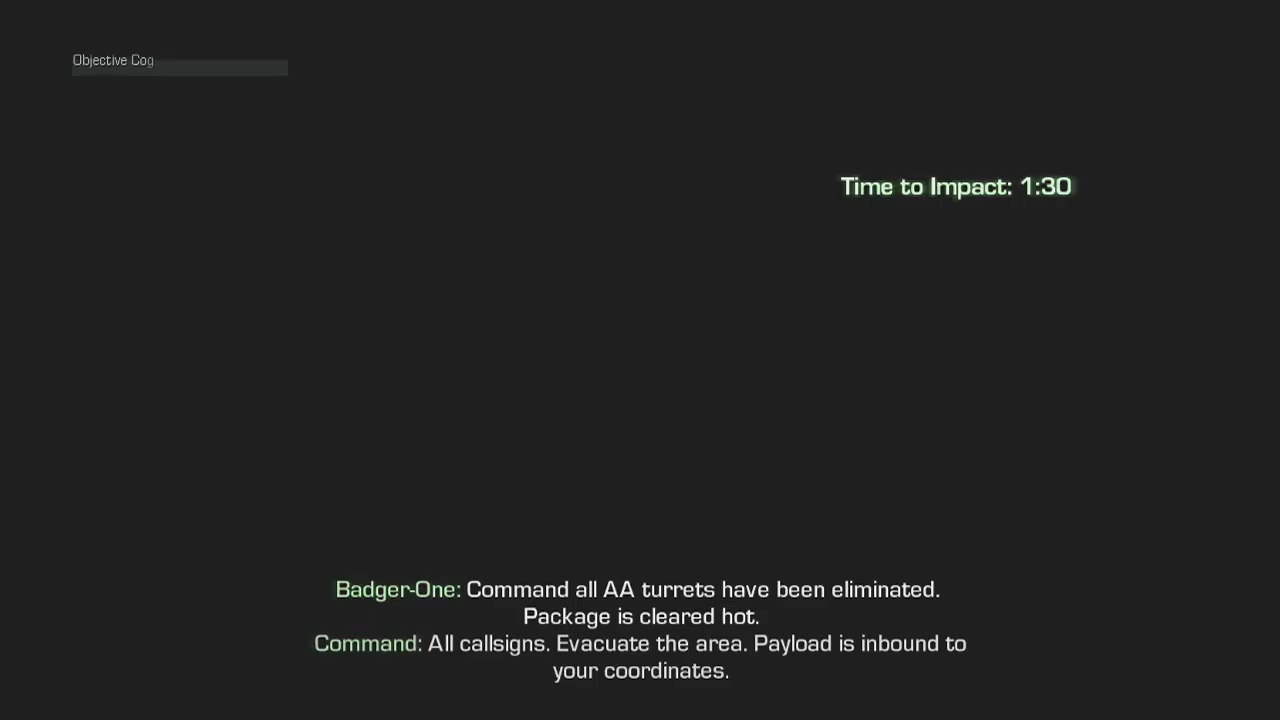 Objective Cog
Time to Impact: 1:30
Badger-One: Command all AA turrets have been eliminated.
Package is cleared hot.
Command: All callsigns. Evacuate the area. Payload is inbound to
your coordinates.